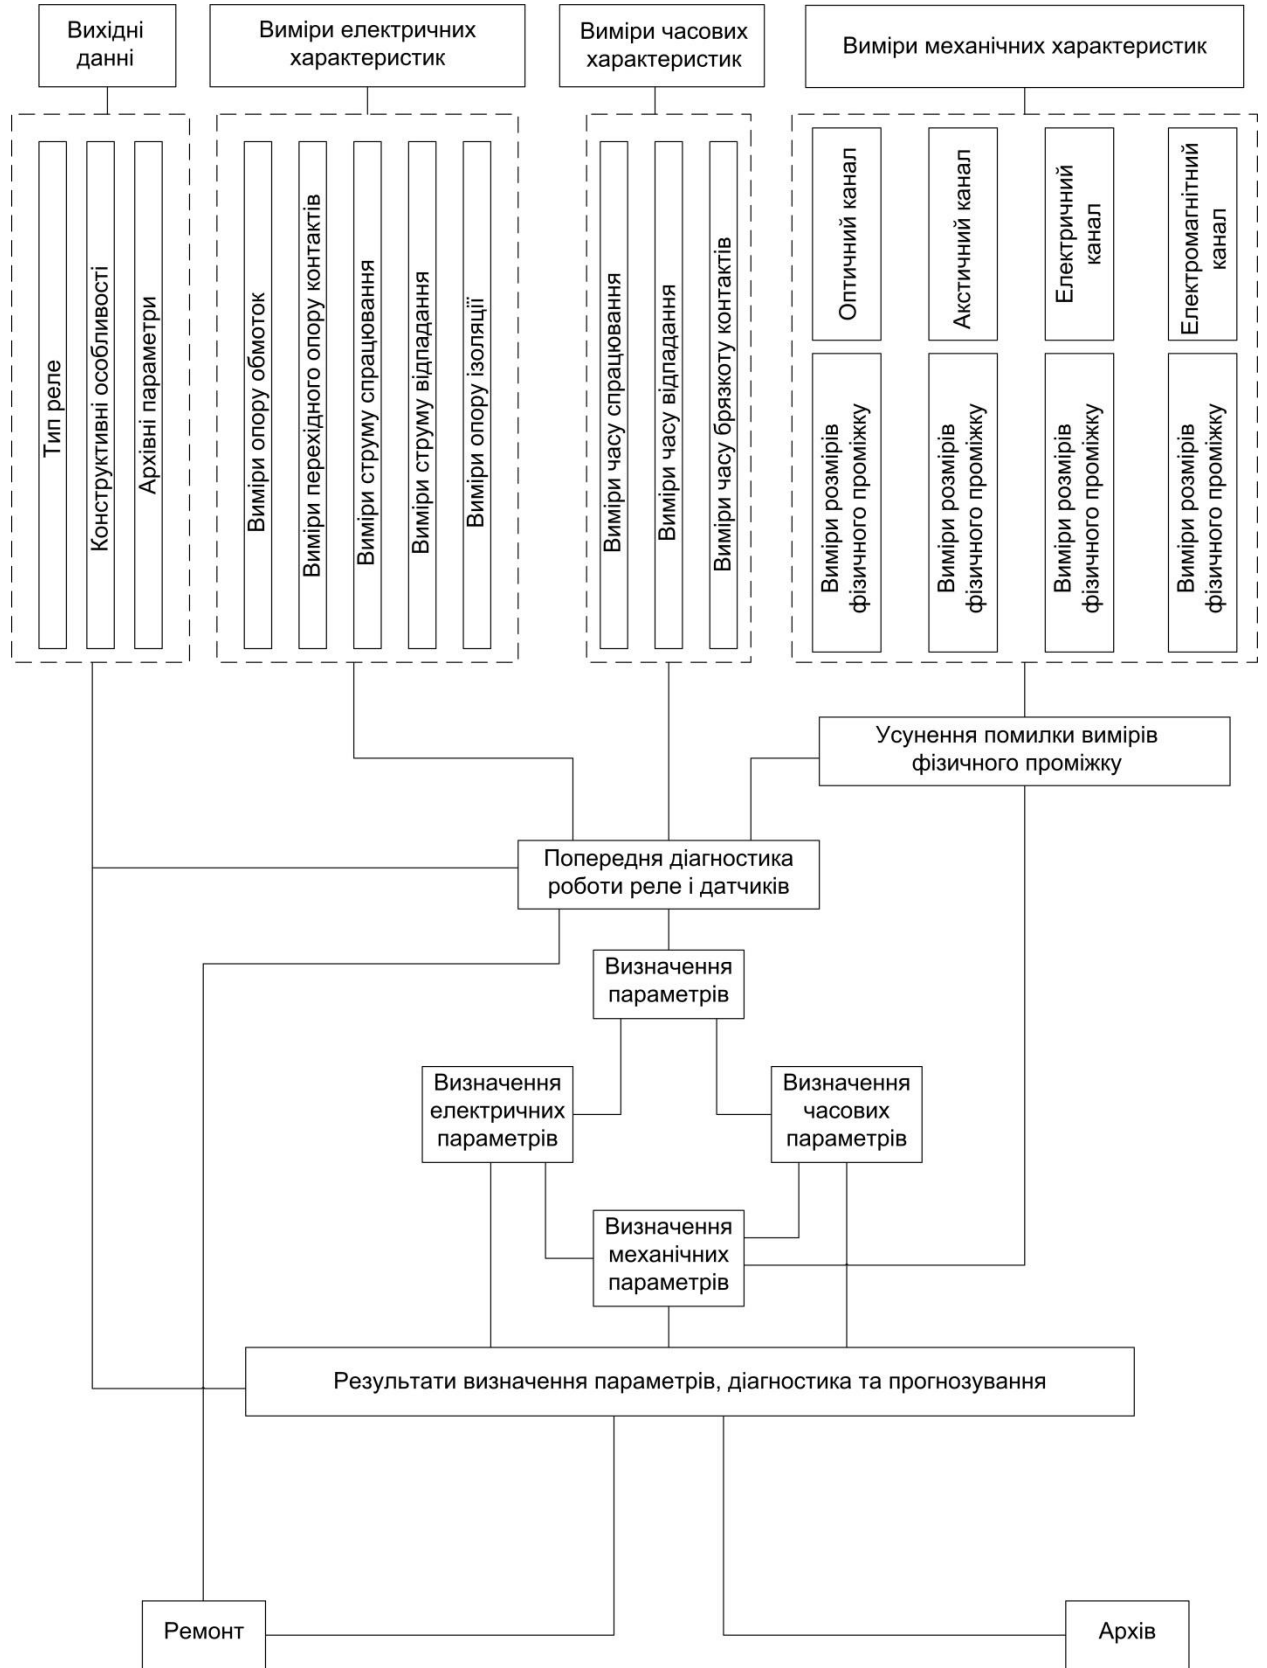 Вихідні
данні
Виміри електричних
характеристик
Виміри часових
характеристик
Виміри механічних характеристик
Тип реле
Конструктивні особливості
Архівні параметри
Виміри опору обмоток
Виміри перехідного опору контактів
Виміри струму спрацювання
Виміри струму відпадання
Виміри опору ізоляції
Виміри часу спрацювання
Виміри часу відпадання
Виміри часу брязкоту контактів
Оптичний канал
Акстичний канал
Електричний
канал
Електромагнітний
канал
Виміри розмірів
фізичного проміжку
Виміри розмірів
фізичного проміжку
Виміри розмірів
фізичного проміжку
Виміри розмірів
фізичного проміжку
Усунення помилки вимірів
фізичного проміжку
Попередня діагностика
роботи реле і датчиків
Визначення
параметрів
Визначення
електричних
параметрів
Визначення
часових
параметрів
Визначення
механічних
параметрів
Результати визначення параметрів, діагностика та прогнозування
Ремонт
Архів